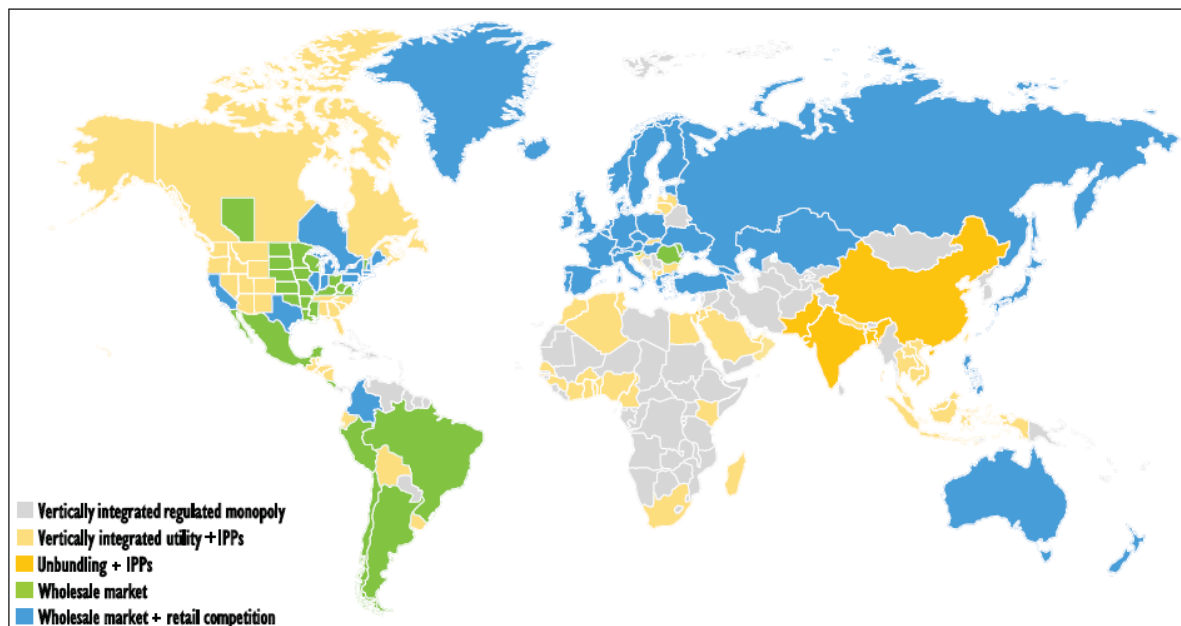 Vertically integrated regulated monopoly
Vertically integrated utility +IPPs
Unbundling + IPPs
Wholesale market
Wholesale market + retail competition